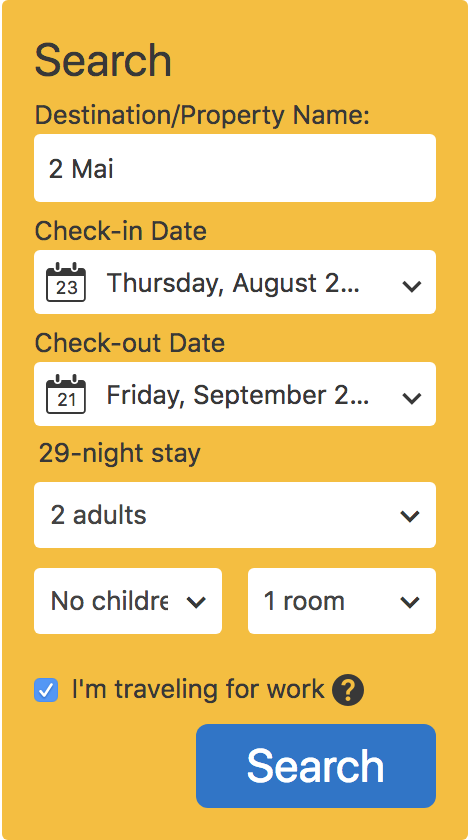 Search
Destination/Property Name:
2 Mai
Check-in Date
23 Thursday, August 2...
Check-out Date
21 Friday, September 2...
29-night stay
2 adults
No childre 1 room
I'm traveling for work ?
Search